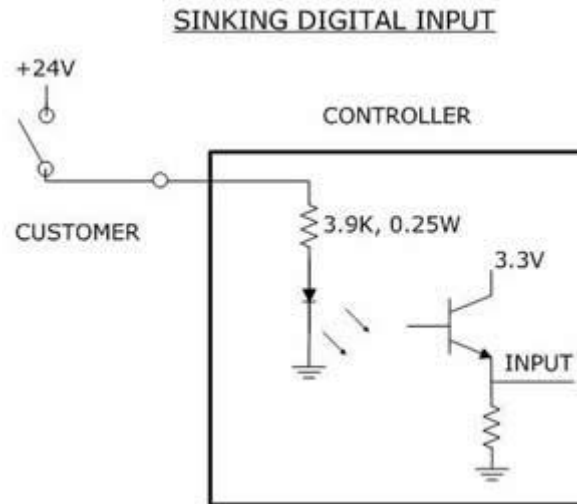 SINKING DIGITAL INPUT
+24V
CONTROLLER
CUSTOMER
3.9K, 0.25W
3.3V
INPUT